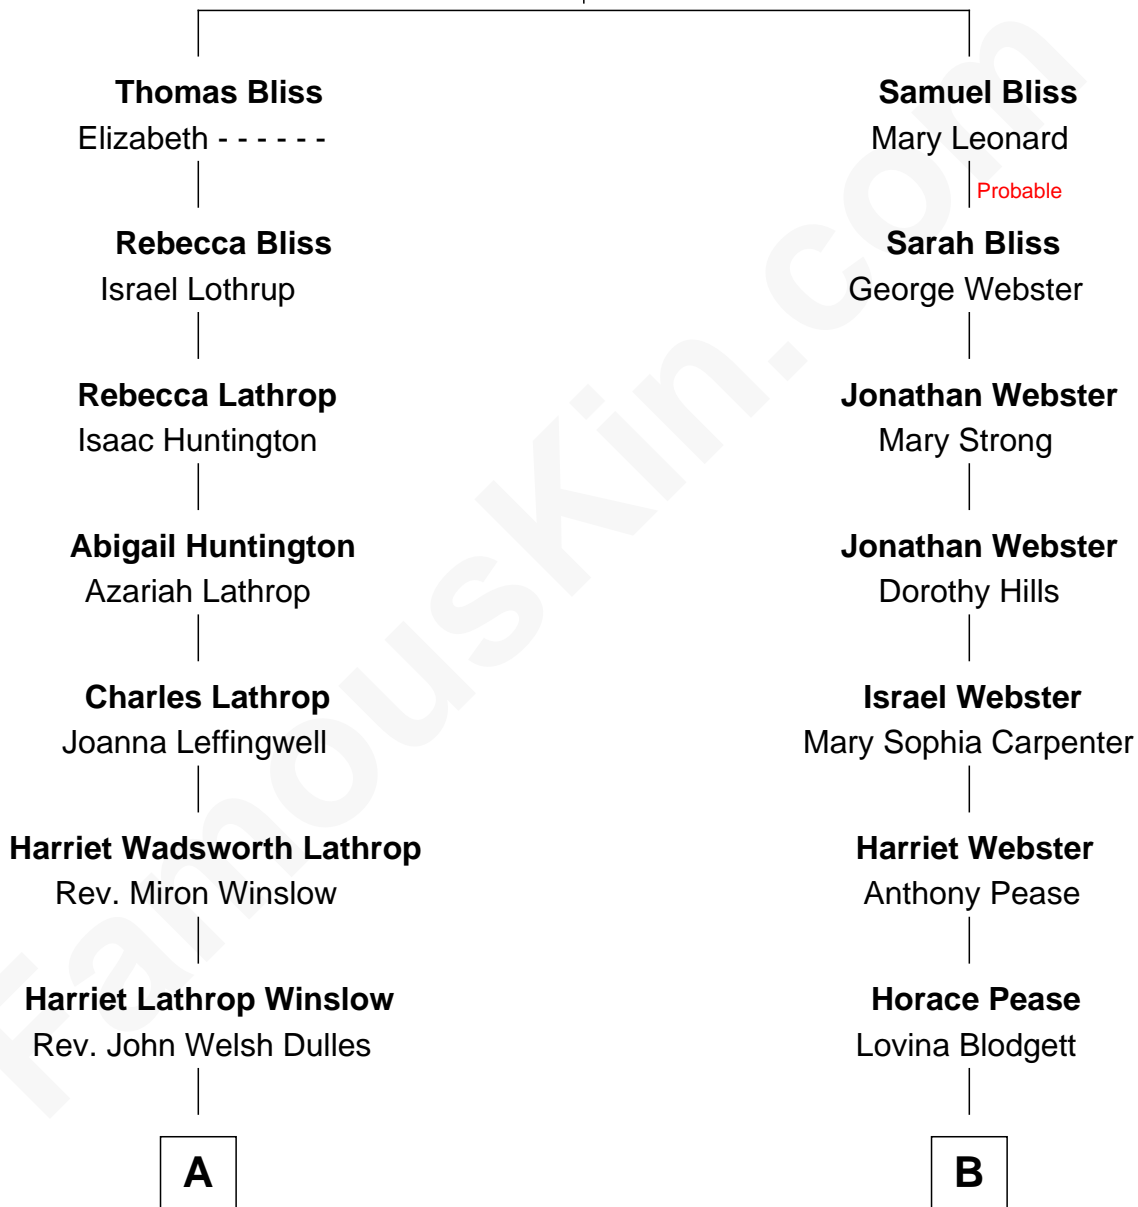 Thomas Bliss
Elizabeth - - - - - -
Samuel Bliss
Mary Leonard
Probable
Rebecca Bliss
Israel Lothrup
Sarah Bliss
George Webster
Rebecca Lathrop
Isaac Huntington
Jonathan Webster
Mary Strong
Abigail Huntington
Azariah Lathrop
Jonathan Webster
Dorothy Hills
Charles Lathrop
Joanna Leffingwell
Israel Webster
Mary Sophia Carpenter
Harriet Wadsworth Lathrop
Rev. Miron Winslow
Harriet Webster
Anthony Pease
Harriet Lathrop Winslow
Rev. John Welsh Dulles
Horace Pease
Lovina Blodgett
A
B
FamousKin.com